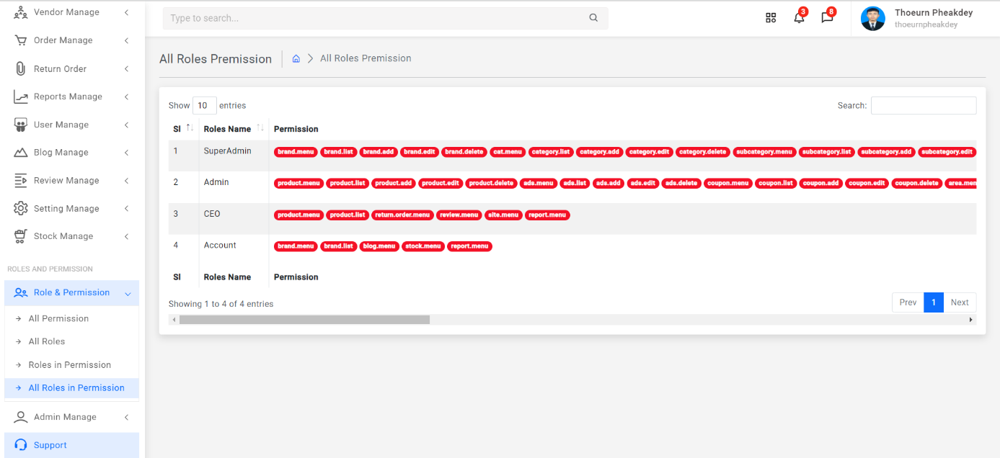 Vendor Manage
Order Manage
Return Order
Reports Manage
User Manage
Blog Manage
Review Manage
Setting Manage
Stock Manage
ROLES AND PERMISSION
Role & Permission
All Permission
All Roles
Roles in Permission
All Roles in Permission
Admin Manage
Support
Type to search...
3
8
Thoeurn Pheakdey
thoeurnpheakdey
All Roles Premission
All Roles Premission
Show 10 entries
Search:
Sl Roles Name Permission
1 SuperAdmin brand.menu brand.list brand.add brand.edit brand.delete cat.menu category.list category.add category.edit category.delete subcategory.menu subcategory.list subcategory.add subcategory.edit
2 Admin product.menu product.list product.add product.edit product.delete ads.menu ads.list ads.add ads.edit ads.delete coupon.menu coupon.list coupon.add coupon.edit coupon.delete area.men
3 CEO product.menu product.list return.order.menu review.menu site.menu report.menu
4 Account brand.menu brand.list blog.menu stock.menu report.menu
Sl Roles Name Permission
Showing 1 to 4 of 4 entries
Prev 1 Next